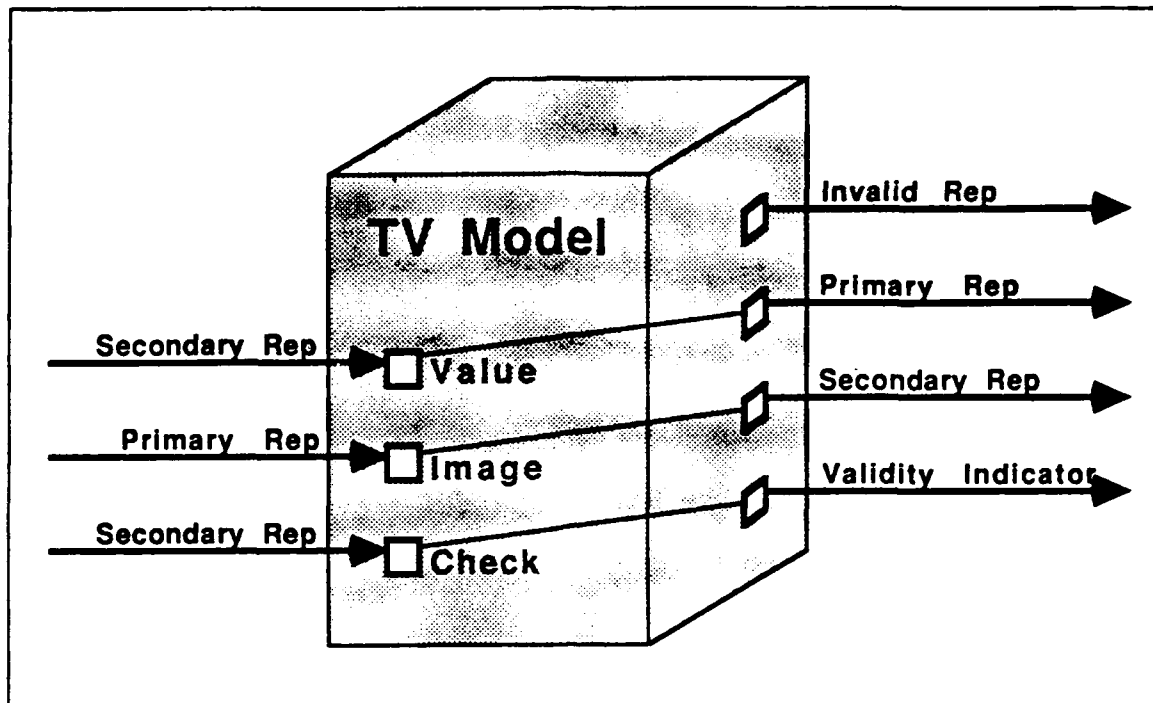 TV Model
Invalid Rep
Primary Rep
Secondary Rep
Validity Indicator
Secondary Rep
Value
Primary Rep
Image
Secondary Rep
Check